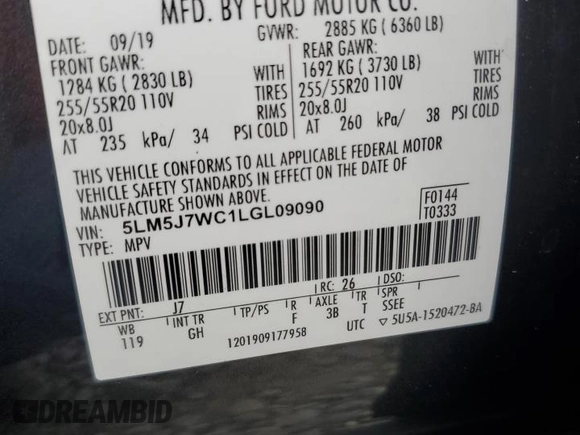 MFD. BY FORD MOTOR CO.
DATE: 09/19 GVWR: 2885 KG ( 6360 LB)
FRONT GAWR: REAR GAWR:
1284 KG ( 2830 LB) WITH 1692 KG ( 3730 LB) WITH
255/55R20 110V TIRES 255/55R20 110V TIRES
20x8.0J RIMS 20x8.0J RIMS
AT 235 kPa/ 34 PSI COLD AT 260 kPa/ 38 PSI COLD
THIS VEHICLE CONFORMS TO ALL APPLICABLE FEDERAL MOTOR
VEHICLE SAFETY STANDARDS IN EFFECT ON THE DATE OF
MANUFACTURE SHOWN ABOVE.
VIN: 5LM5J7WC1LGL09090 F0144
TYPE: MPV T0333
EXT PNT: J7 RC: 26 DSO:
WB INT TR TP/PS R AXLE TR SPR
119 GH F 3B T SSEE
1201909177958 UTC ▽ 5U5A-1520472-BA
DREAMBID